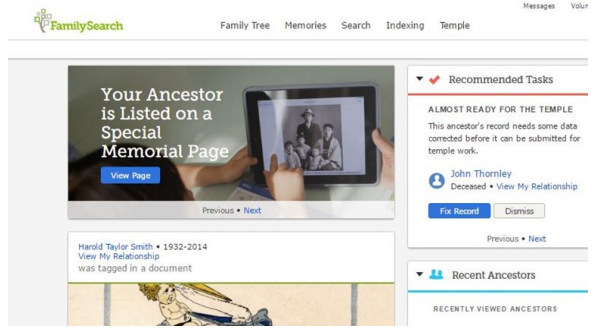 Messages
FamilySearch
Family Tree
Memories
Search
Indexing
Temple
Your Ancestor
is Listed on a
Special
Memorial Page
View Page
Previous • Next
Harold Taylor Smith • 1932-2014
View My Relationship
was tagged in a document
Recommended Tasks
ALMOST READY FOR THE TEMPLE
This ancestor's record needs some data
corrected before it can be submitted for
temple work.
John Thornley
Deceased • View My Relationship
Fix Record
Dismiss
Previous • Next
Recent Ancestors
RECENTLY VIEWED ANCESTORS